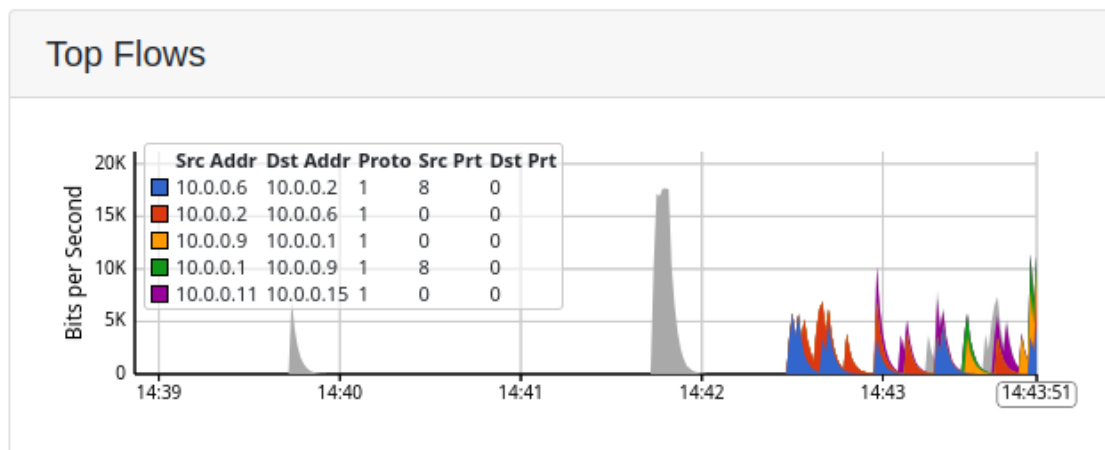 Top Flows
Bits per Second
20K
15K
10K
5K
0
Src Addr Dst Addr Proto Src Prt Dst Prt
10.0.0.6 10.0.0.2 1 8 0
10.0.0.2 10.0.0.6 1 0 0
10.0.0.9 10.0.0.1 1 0 0
10.0.0.1 10.0.0.9 1 8 0
10.0.0.11 10.0.0.15 1 0 0
14:39 14:40 14:41 14:42 14:43 14:43:51